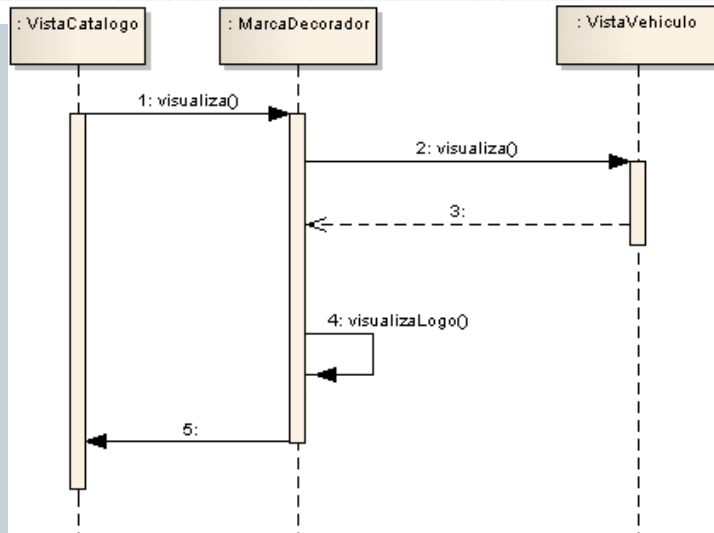 : VistaCatalogo
: MarcaDecorador
: VistaVehiculo
1: visualiza()
2: visualiza()
3:
4: visualizaLogo()
5: